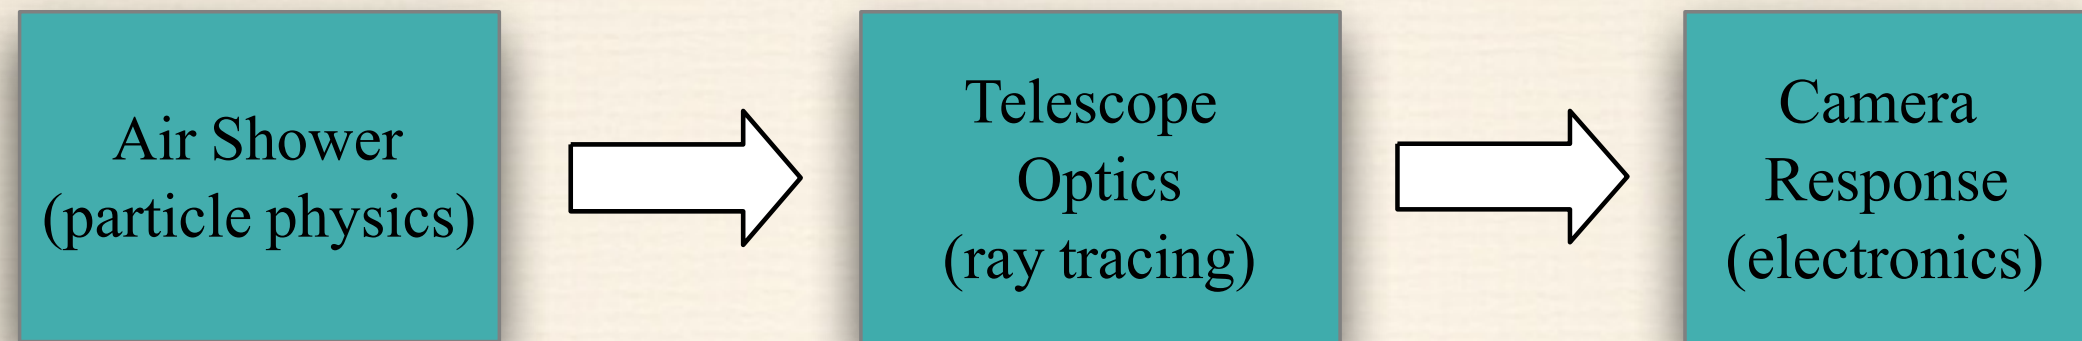 Air Shower
(particle physics)
Telescope
Optics
(ray tracing)
Camera
Response
(electronics)